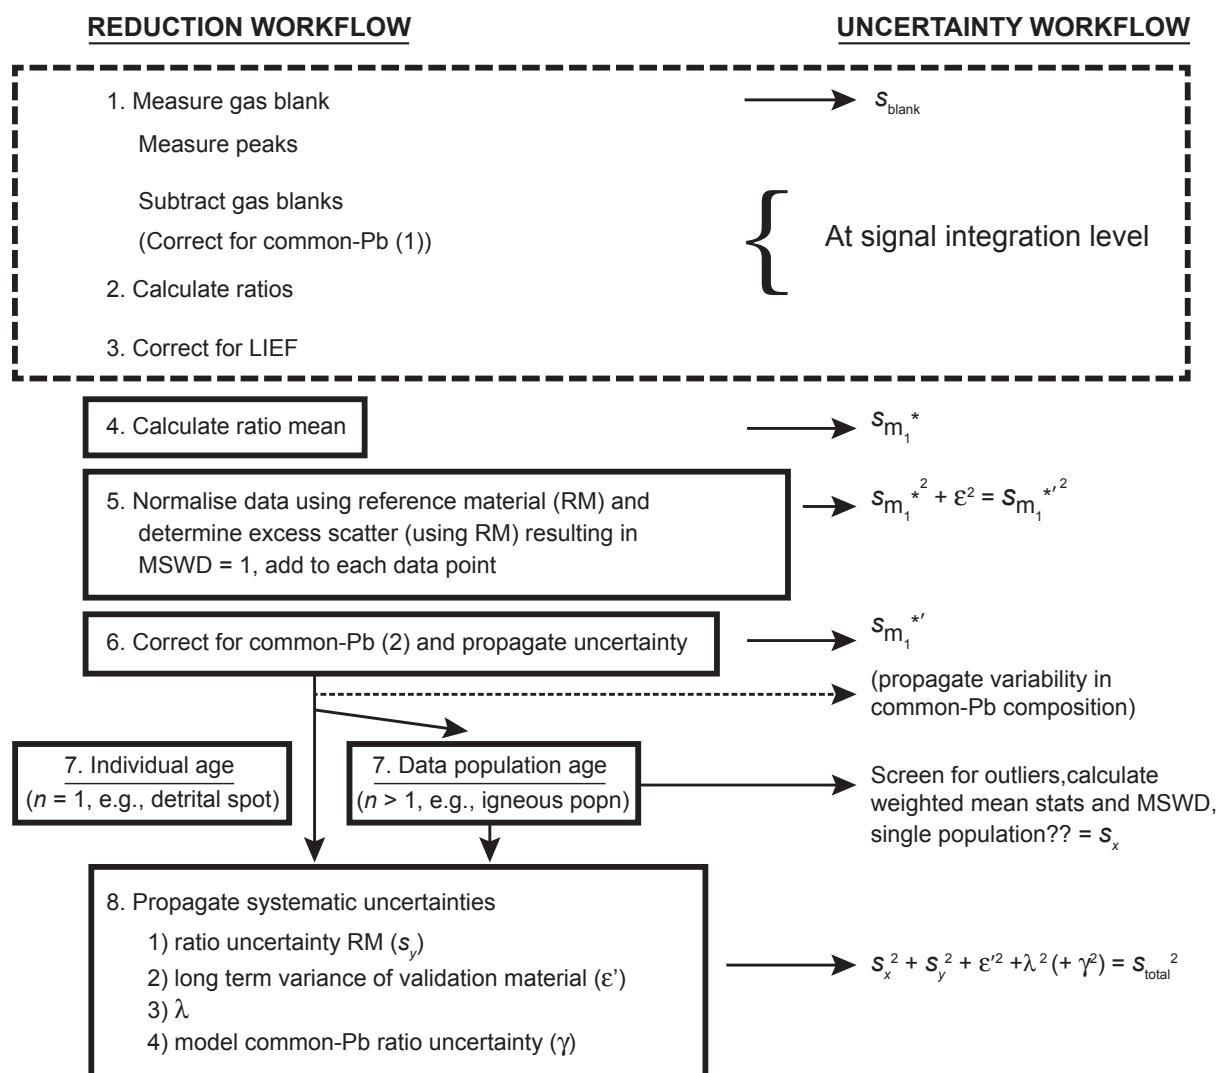 REDUCTION WORKFLOW
UNCERTAINTY WORKFLOW
1. Measure gas blank
s_blank
Measure peaks
Subtract gas blanks
(Correct for common-Pb (1))
{ At signal integration level
2. Calculate ratios
3. Correct for LIEF
4. Calculate ratio mean
s_m₁*
5. Normalise data using reference material (RM) and
determine excess scatter (using RM) resulting in
MSWD = 1, add to each data point
s_m₁*² + ε² = s_m₁*′²
6. Correct for common-Pb (2) and propagate uncertainty
s_m₁*′
(propagate variability in
common-Pb composition)
7. Individual age
(n = 1, e.g., detrital spot)
7. Data population age
(n > 1, e.g., igneous popn)
Screen for outliers,calculate
weighted mean stats and MSWD,
single population?? = s_x
8. Propagate systematic uncertainties
1) ratio uncertainty RM (s_y)
2) long term variance of validation material (ε')
3) λ
4) model common-Pb ratio uncertainty (γ)
s_x² + s_y² + ε′² +λ² (+ γ²) = s_total²